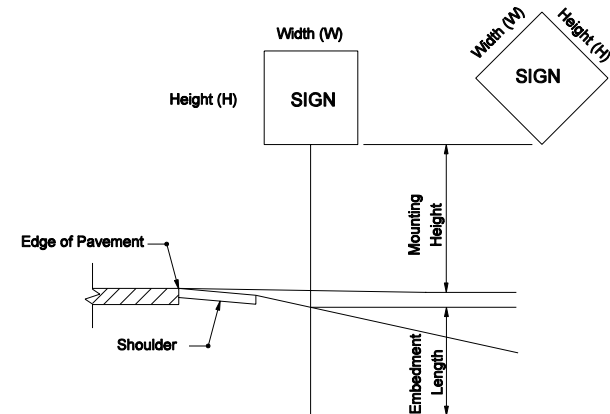 Width (W)
Height (H)
SIGN
Width (W)
Height (H)
SIGN
Mounting
Height
Edge of Pavement
Shoulder
Embedment
Length